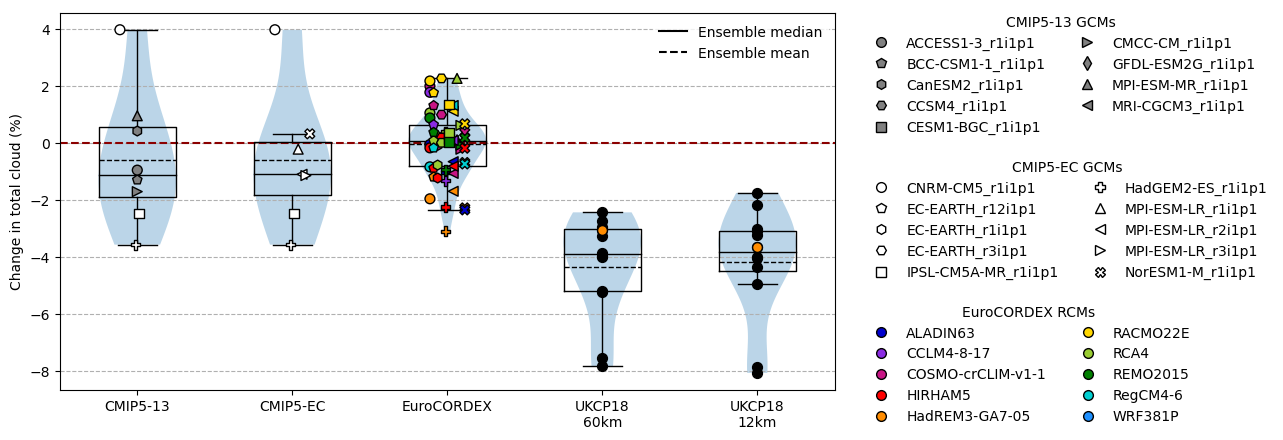 Change in total cloud (%)
4
2
0
−2
−4
−6
−8
Ensemble median
Ensemble mean
CMIP5-13
CMIP5-EC
EuroCORDEX
UKCP18
60km
UKCP18
12km
CMIP5-13 GCMs
ACCESS1-3_r1i1p1
BCC-CSM1-1_r1i1p1
CanESM2_r1i1p1
CCSM4_r1i1p1
CESM1-BGC_r1i1p1
CMCC-CM_r1i1p1
GFDL-ESM2G_r1i1p1
MPI-ESM-MR_r1i1p1
MRI-CGCM3_r1i1p1
CMIP5-EC GCMs
CNRM-CM5_r1i1p1
EC-EARTH_r12i1p1
EC-EARTH_r1i1p1
EC-EARTH_r3i1p1
IPSL-CM5A-MR_r1i1p1
HadGEM2-ES_r1i1p1
MPI-ESM-LR_r1i1p1
MPI-ESM-LR_r2i1p1
MPI-ESM-LR_r3i1p1
NorESM1-M_r1i1p1
EuroCORDEX RCMs
ALADIN63
CCLM4-8-17
COSMO-crCLIM-v1-1
HIRHAM5
HadREM3-GA7-05
RACMO22E
RCA4
REMO2015
RegCM4-6
WRF381P